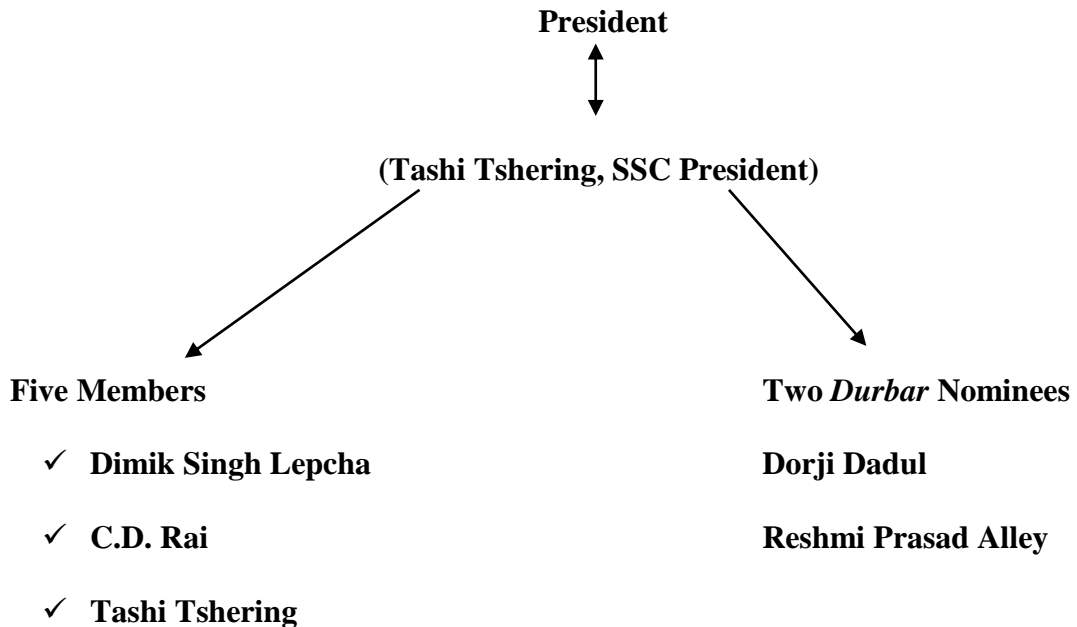 President
(Tashi Tshering, SSC President)
Five Members
Two Durbar Nominees
✓ Dimik Singh Lepcha
Dorji Dadul
✓ C.D. Rai
Reshmi Prasad Alley
✓ Tashi Tshering